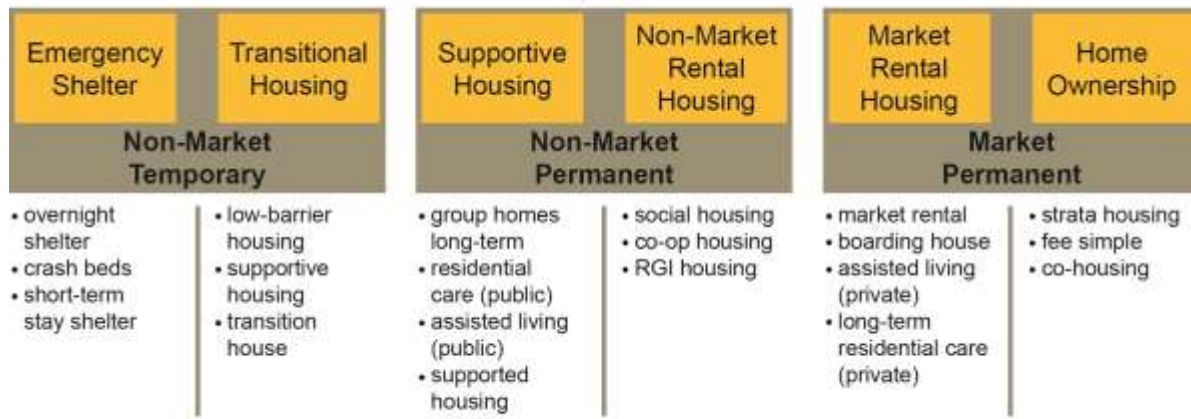 Emergency
Shelter
Transitional
Housing
Non-Market
Temporary
• overnight
shelter
• crash beds
• short-term
stay shelter
• low-barrier
housing
• supportive
housing
• transition
house
Supportive
Housing
Non-Market
Rental
Housing
Non-Market
Permanent
• group homes
long-term
• residential
care (public)
• assisted living
(public)
• supported
housing
• social housing
• co-op housing
• RGI housing
Market
Rental
Housing
Home
Ownership
Market
Permanent
• market rental
• boarding house
• assisted living
(private)
• long-term
residential care
(private)
• strata housing
• fee simple
• co-housing